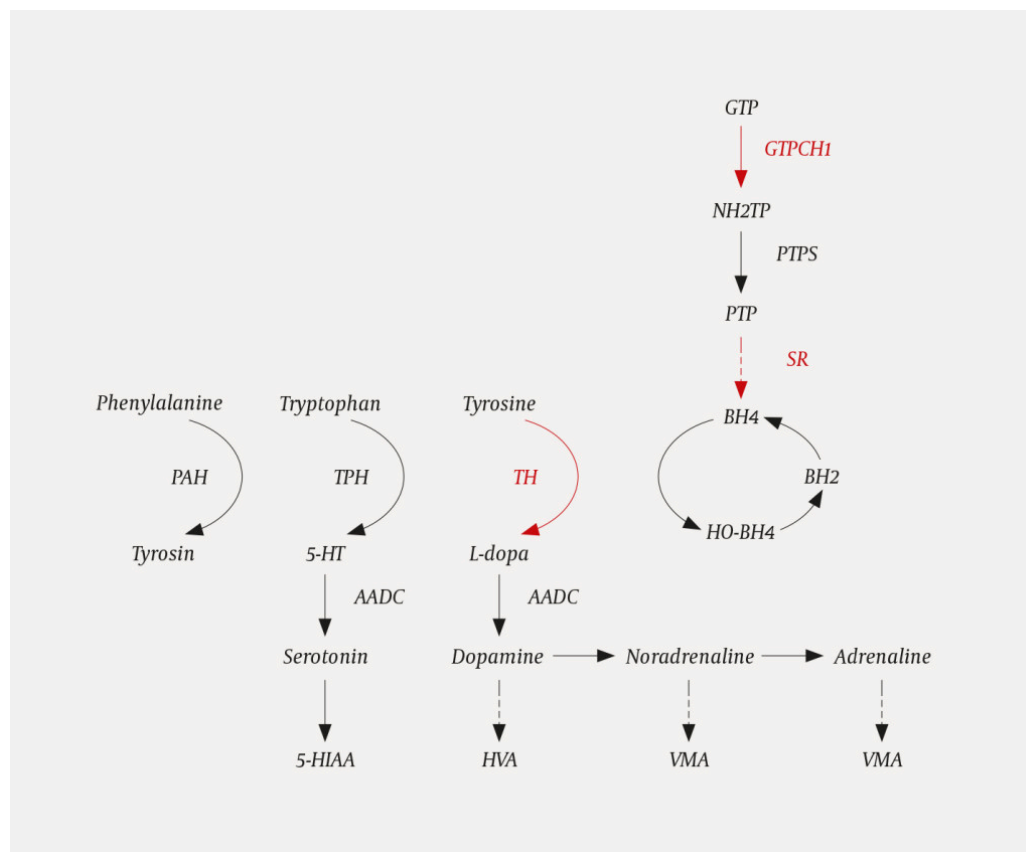 GTP
GTPCH1
NH2TP
PTPS
PTP
SR
Phenylalanine Tryptophan Tyrosine BH4
PAH TPH TH BH2
HO-BH4
Tyrosin 5-HT L-dopa
AADC AADC
Serotonin Dopamine Noradrenaline Adrenaline
5-HIAA HVA VMA VMA